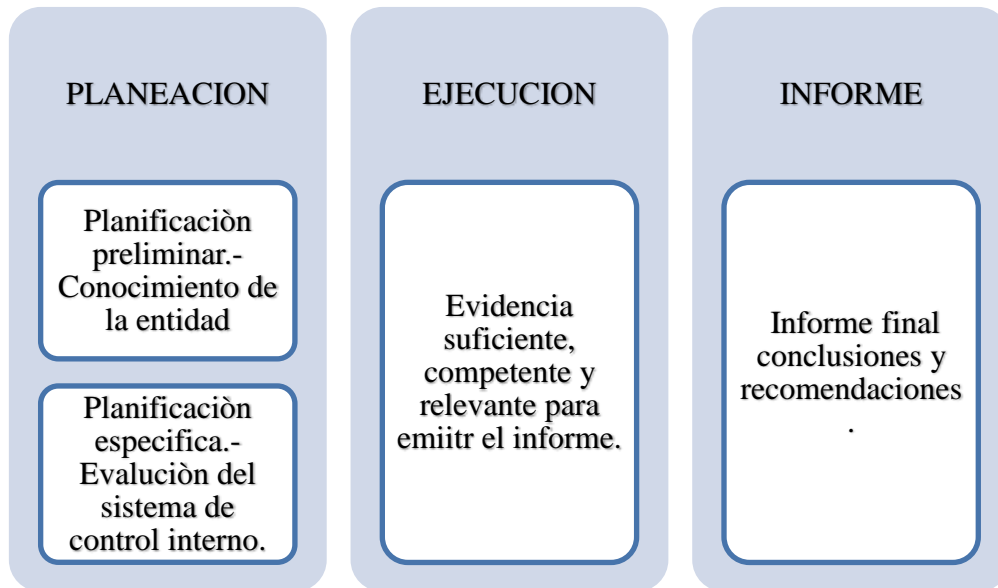 PLANEACION
Planificaciòn
preliminar.-
Conocimiento de
la entidad
Planificaciòn
especifica.-
Evaluciòn del
sistema de
control interno.
EJECUCION
Evidencia
suficiente,
competente y
relevante para
emiitr el informe.
INFORME
Informe final
conclusiones y
recomendaciones
.